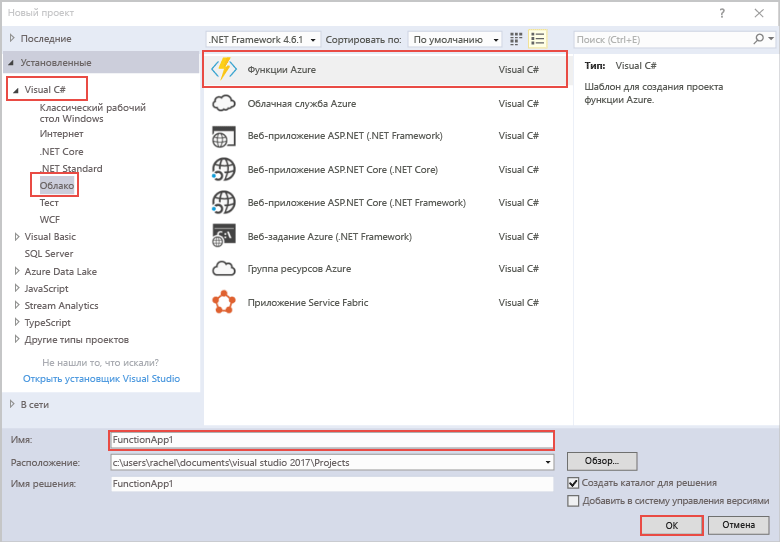 Новый проект
?
Последние
.NET Framework 4.6.1
Сортировать по:
По умолчанию
Поиск (Ctrl+E)
Установленные
Visual C#
Классический рабочий
стол Windows
Интернет
.NET Core
.NET Standard
Облако
Тест
WCF
Visual Basic
SQL Server
Azure Data Lake
JavaScript
Stream Analytics
TypeScript
Другие типы проектов
Не нашли то, что искали?
Открыть установщик Visual Studio
В сети
Функции Azure Visual C#
Облачная служба Azure Visual C#
Веб-приложение ASP.NET (.NET Framework) Visual C#
Веб-приложение ASP.NET Core (.NET Core) Visual C#
Веб-приложение ASP.NET Core (.NET Framework) Visual C#
Веб-задание Azure (.NET Framework) Visual C#
Группа ресурсов Azure Visual C#
Приложение Service Fabric Visual C#
Тип: Visual C#
Шаблон для создания проекта
функции Azure.
Имя: FunctionApp1
Расположение: c:\users\rachel\documents\visual studio 2017\Projects
Обзор...
Имя решения: FunctionApp1
Создать каталог для решения
Добавить в систему управления версиями
ОК
Отмена